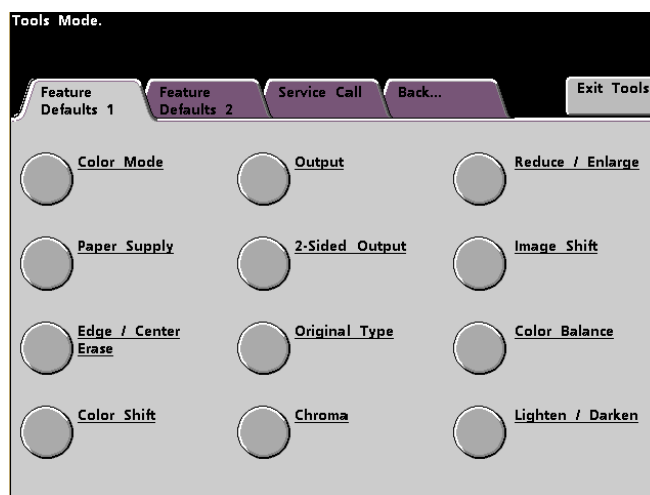 Tools Mode.
Feature
Defaults 1
Feature
Defaults 2
Service Call
Back...
Exit Tools
Color Mode
Output
Reduce / Enlarge
Paper Supply
2-Sided Output
Image Shift
Edge / Center
Erase
Original Type
Color Balance
Color Shift
Chroma
Lighten / Darken